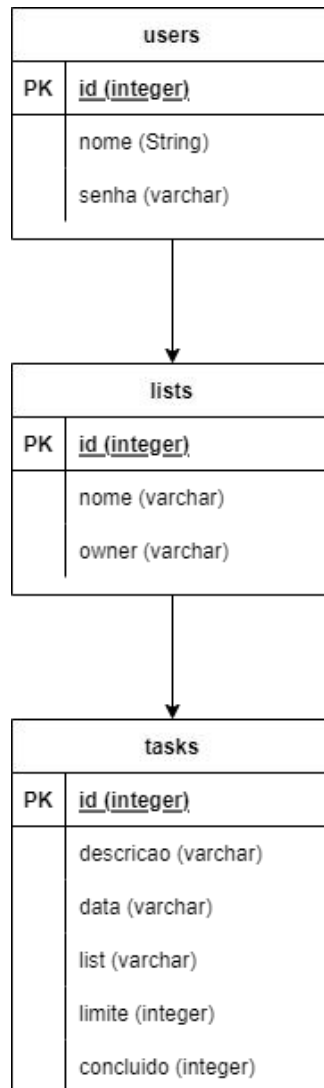 users
PK id (integer)
nome (String)
senha (varchar)
lists
PK id (integer)
nome (varchar)
owner (varchar)
tasks
PK id (integer)
descricao (varchar)
data (varchar)
list (varchar)
limite (integer)
concluido (integer)